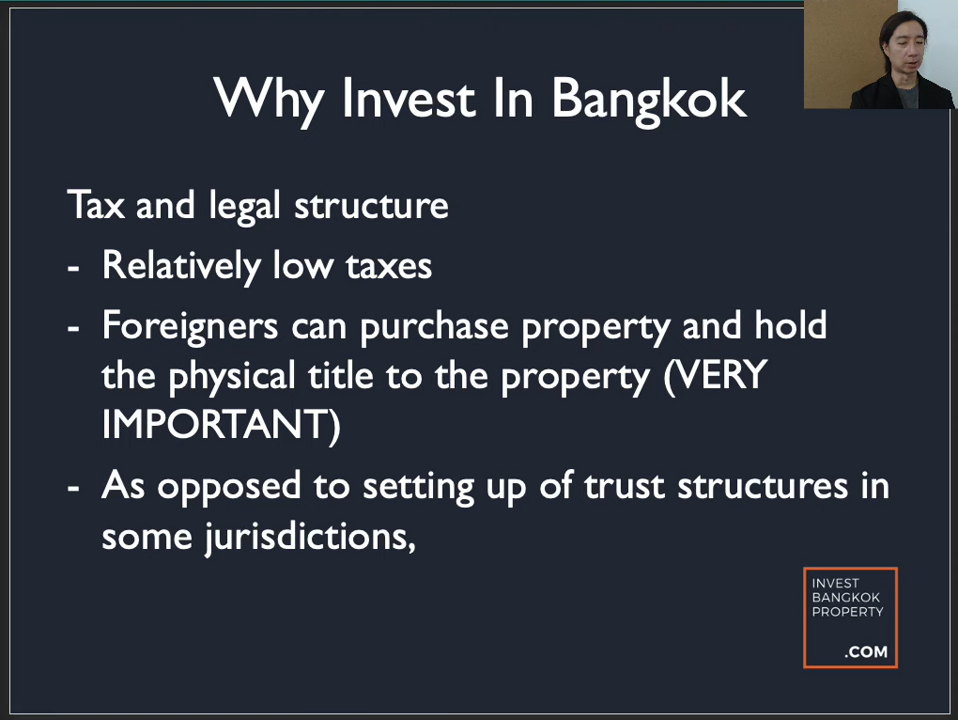 Why Invest In Bangkok
Tax and legal structure
- Relatively low taxes
- Foreigners can purchase property and hold
the physical title to the property (VERY
IMPORTANT)
- As opposed to setting up of trust structures in
some jurisdictions,
INVEST
BANGKOK
PROPERTY
.COM